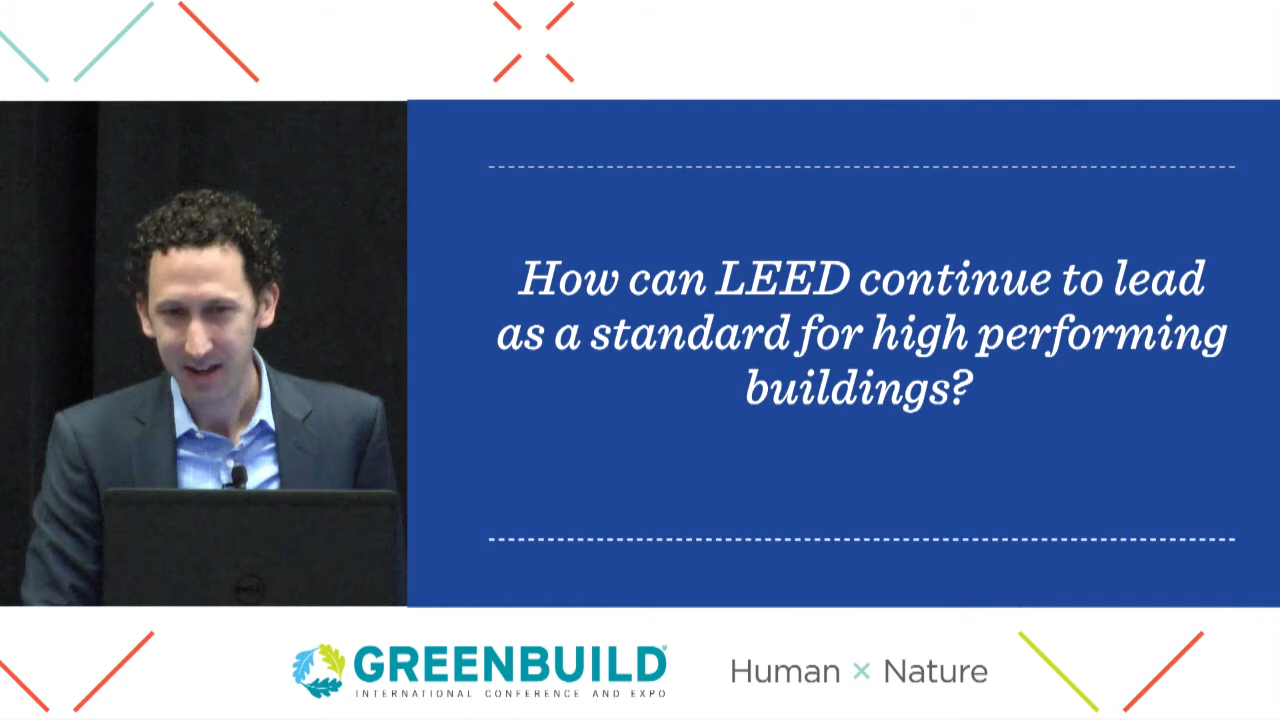 How can LEED continue to lead
as a standard for high performing
buildings?
DELL
GREENBUILD®
INTERNATIONAL CONFERENCE AND EXPO
Human × Nature